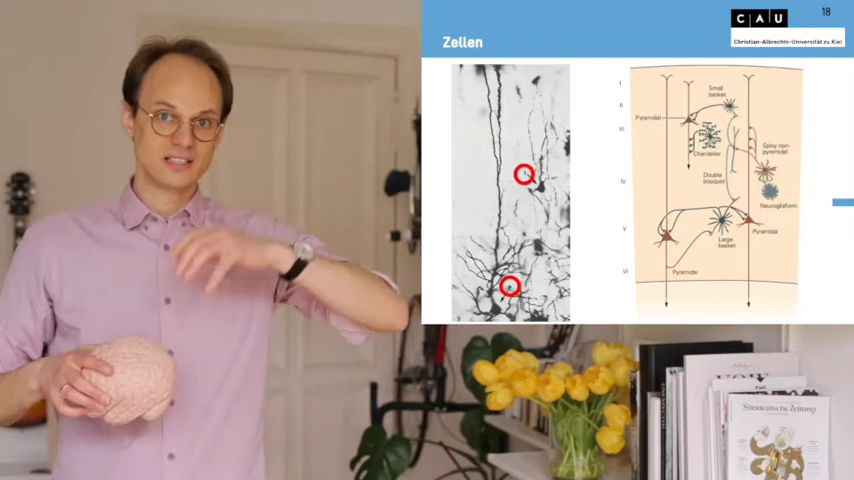 18
CAU
Christian-Albrechts-Universität zu Kiel
Zellen
I
II
III
IV
V
VI
Small
basket
Pyramidal
Chandelier
Spiny non-
pyramidal
Double
bouquet
Neurogliaform
Large
basket
Pyramidal
Pyramidal
Süddeutsche Zeitung